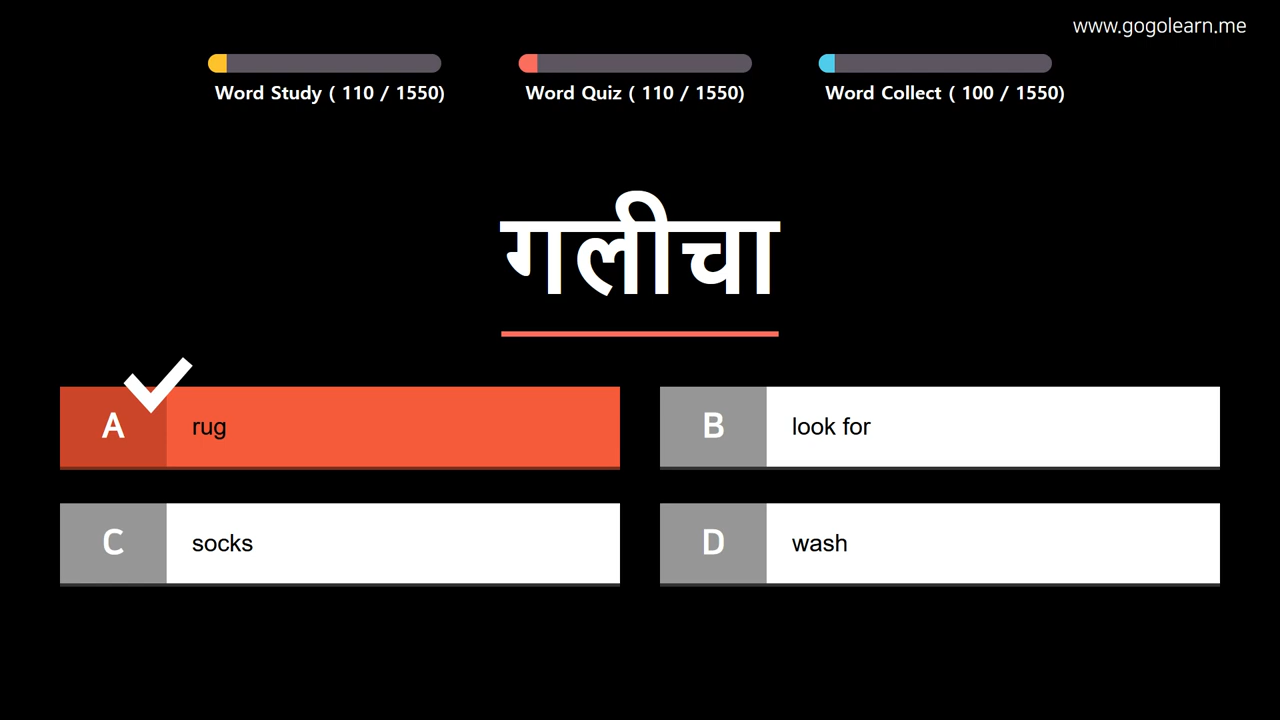 www.gogolearn.me
Word Study ( 110 / 1550)
Word Quiz ( 110 / 1550)
Word Collect ( 100 / 1550)
गलीचा
A rug
B look for
C socks
D wash